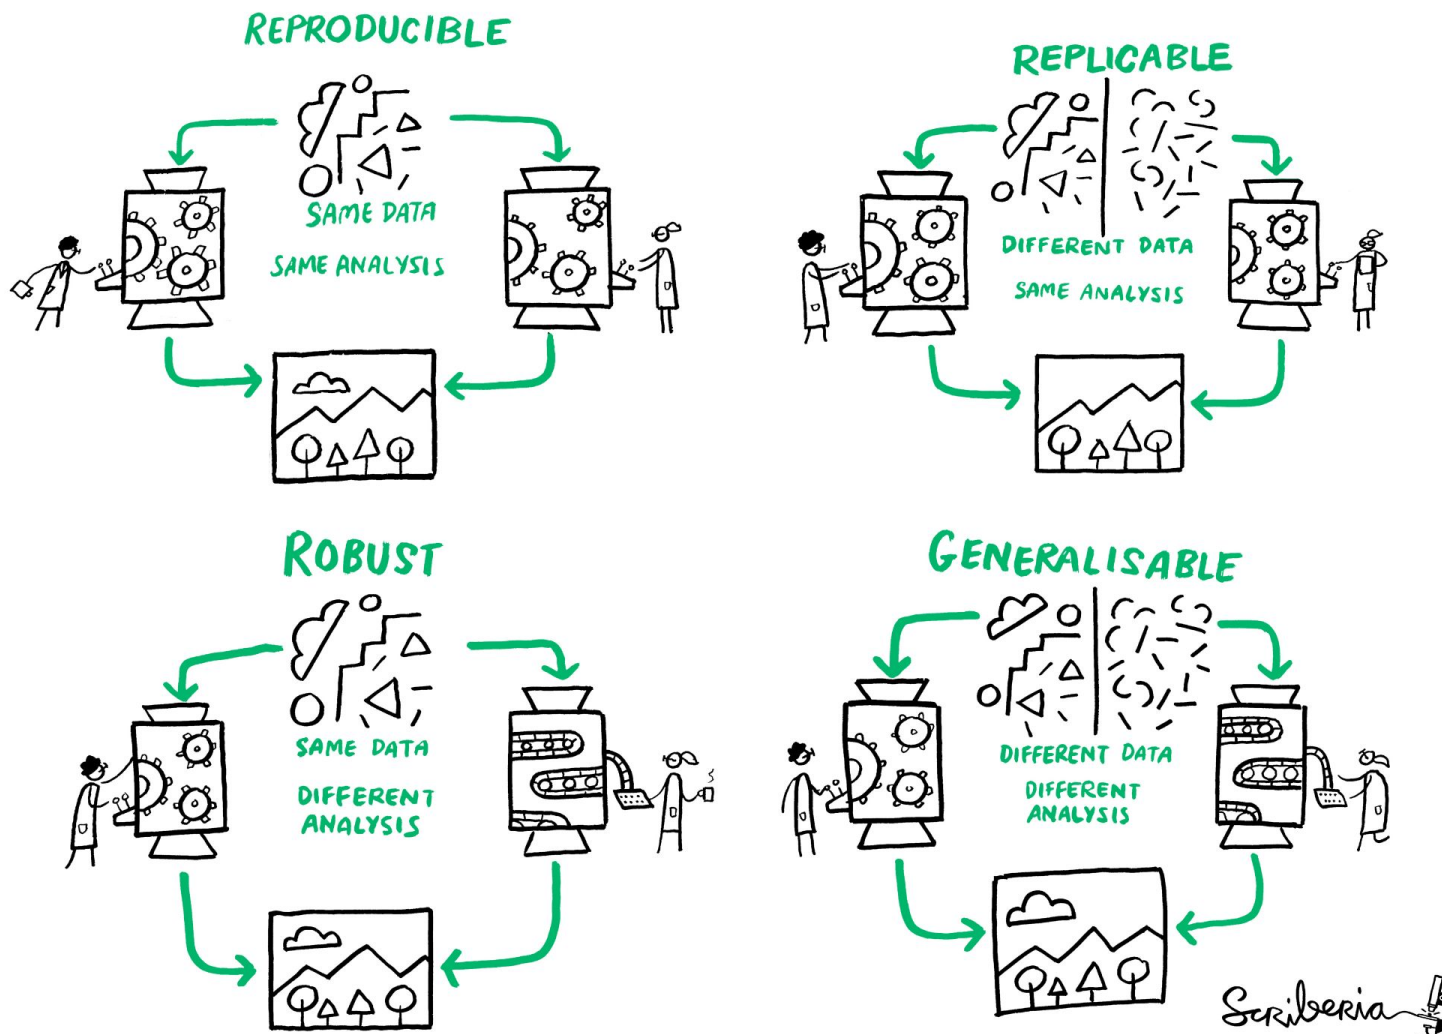 REPRODUCIBLE
SAME DATA
SAME ANALYSIS
REPLICABLE
DIFFERENT DATA
SAME ANALYSIS
ROBUST
SAME DATA
DIFFERENT
ANALYSIS
GENERALISABLE
DIFFERENT DATA
DIFFERENT
ANALYSIS
Scriberia